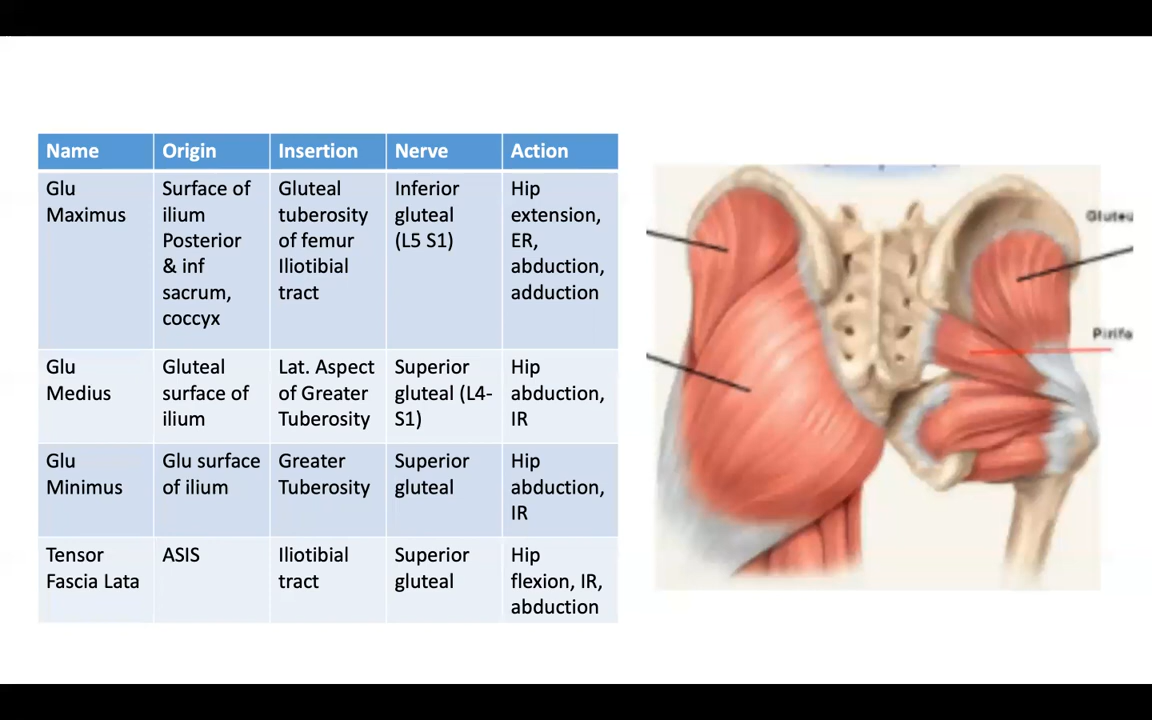 Name Origin Insertion Nerve Action
Glu Maximus
Surface of ilium Posterior & inf sacrum, coccyx
Gluteal tuberosity of femur Iliotibial tract
Inferior gluteal (L5 S1)
Hip extension, ER, abduction, adduction
Glu Medius
Gluteal surface of ilium
Lat. Aspect of Greater Tuberosity
Superior gluteal (L4-S1)
Hip abduction, IR
Glu Minimus
Glu surface of ilium
Greater Tuberosity
Superior gluteal
Hip abduction, IR
Tensor Fascia Lata
ASIS
Iliotibial tract
Superior gluteal
Hip flexion, IR, abduction
Gluteu
Pirifo